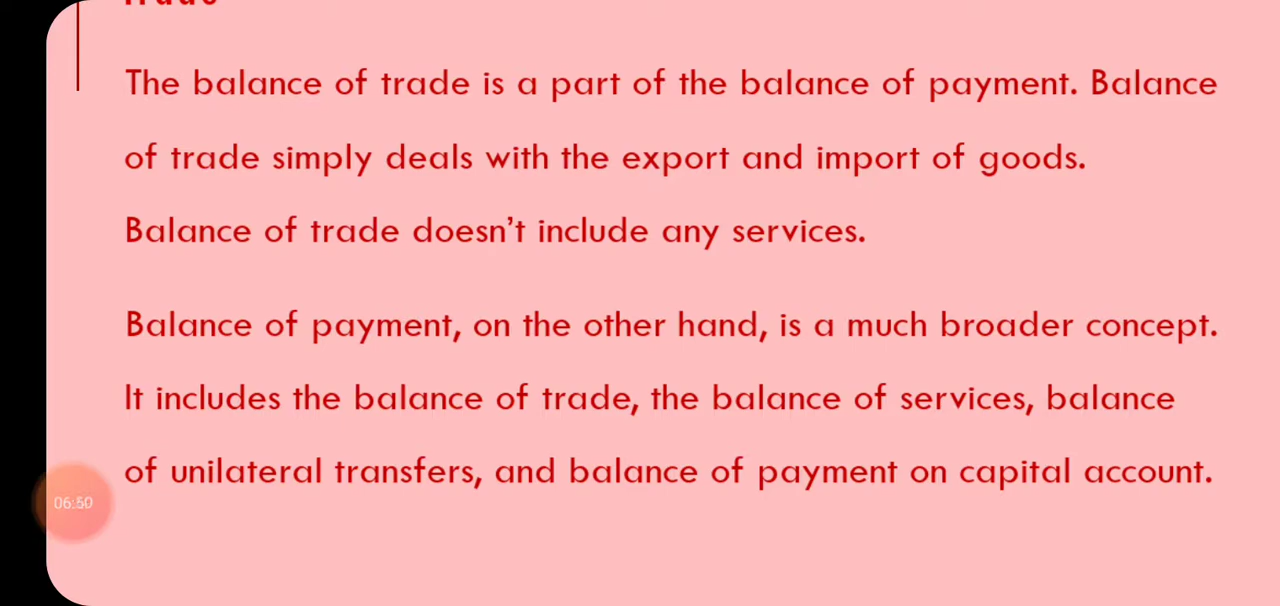 Trade
The balance of trade is a part of the balance of payment. Balance
of trade simply deals with the export and import of goods.
Balance of trade doesn’t include any services.
Balance of payment, on the other hand, is a much broader concept.
It includes the balance of trade, the balance of services, balance
of unilateral transfers, and balance of payment on capital account.
06:50